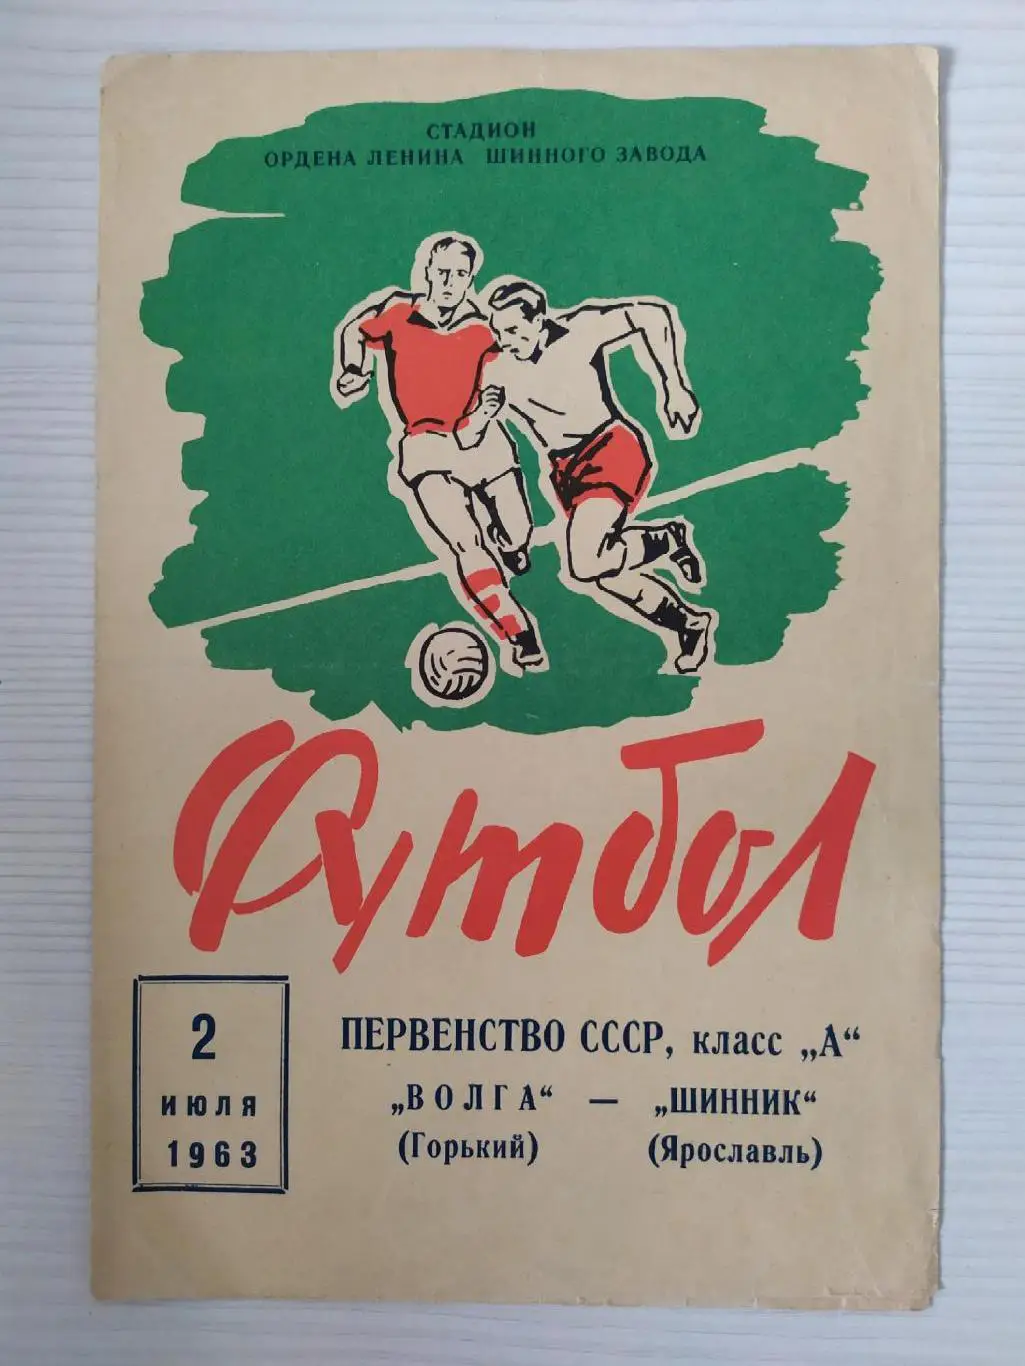 СТАДИОН
ОРДЕНА ЛЕНИНА ШИННОГО ЗАВОДА
Футбол
2
ИЮЛЯ
1963
ПЕРВЕНСТВО СССР, класс „А“
„ВОЛГА“ — „ШИННИК“
(Горький) (Ярославль)